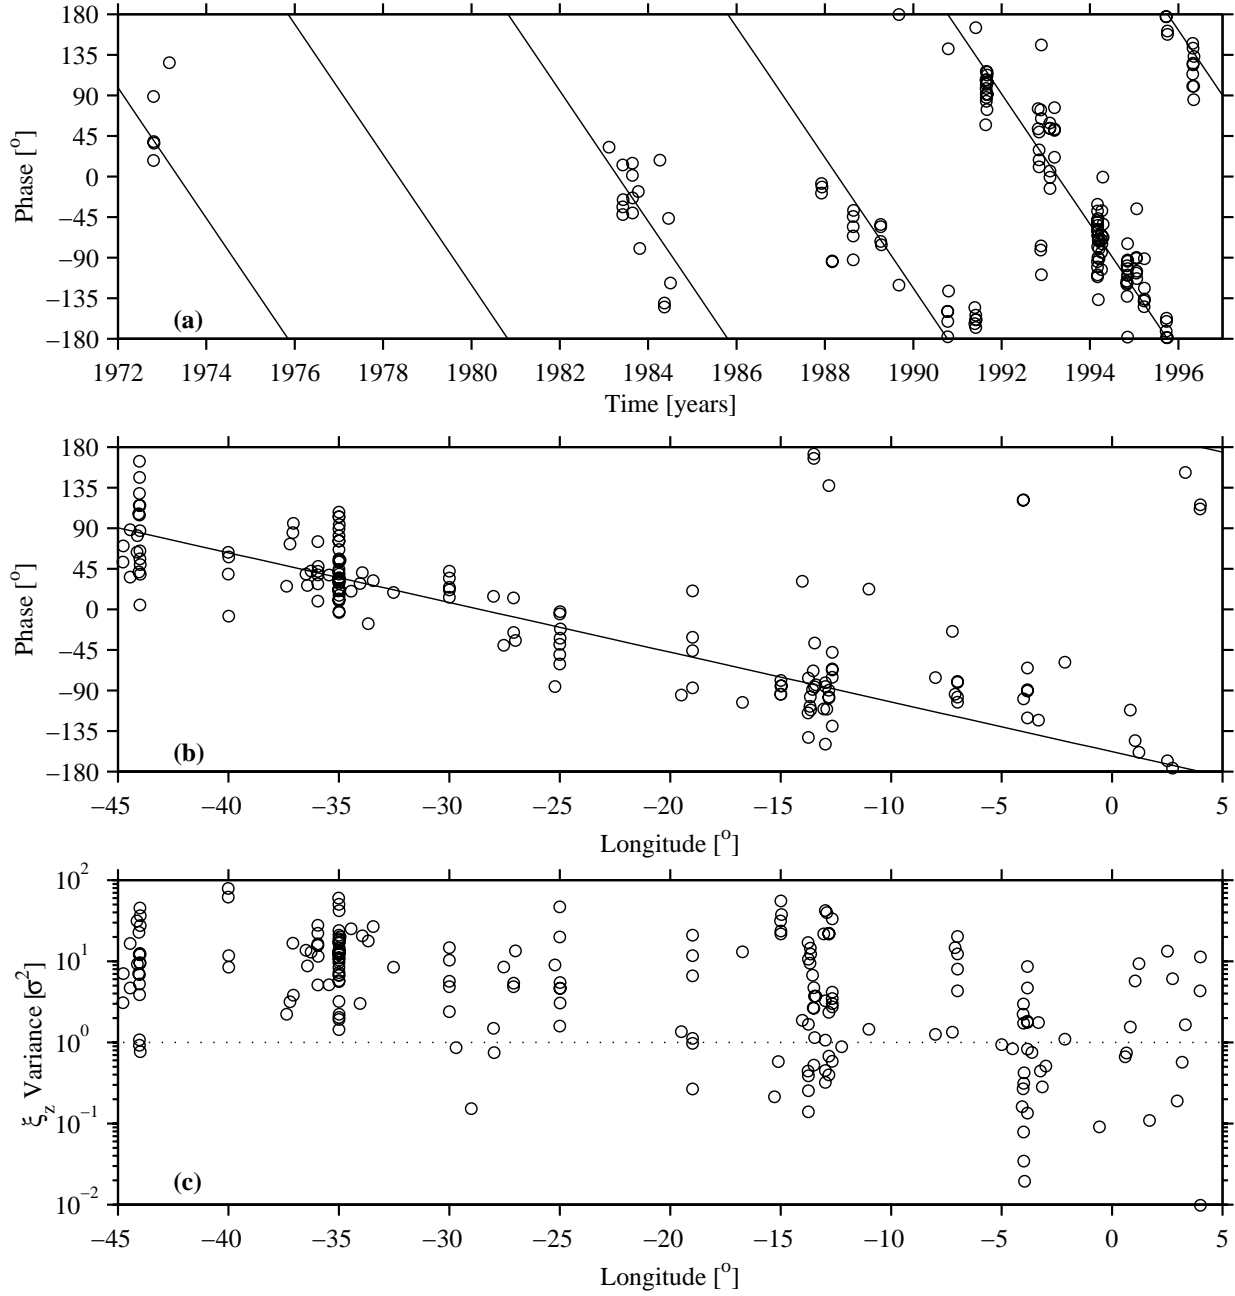 180
135
90
45
0
−45
−90
−135
−180
Phase [o]
(a)
1972 1974 1976 1978 1980 1982 1984 1986 1988 1990 1992 1994 1996
Time [years]
180
135
90
45
0
−45
−90
−135
−180
Phase [o]
(b)
−45 −40 −35 −30 −25 −20 −15 −10 −5 0 5
Longitude [o]
10^2
10^1
10^0
10^−1
10^−2
ξz Variance [σ^2]
(c)
−45 −40 −35 −30 −25 −20 −15 −10 −5 0 5
Longitude [o]